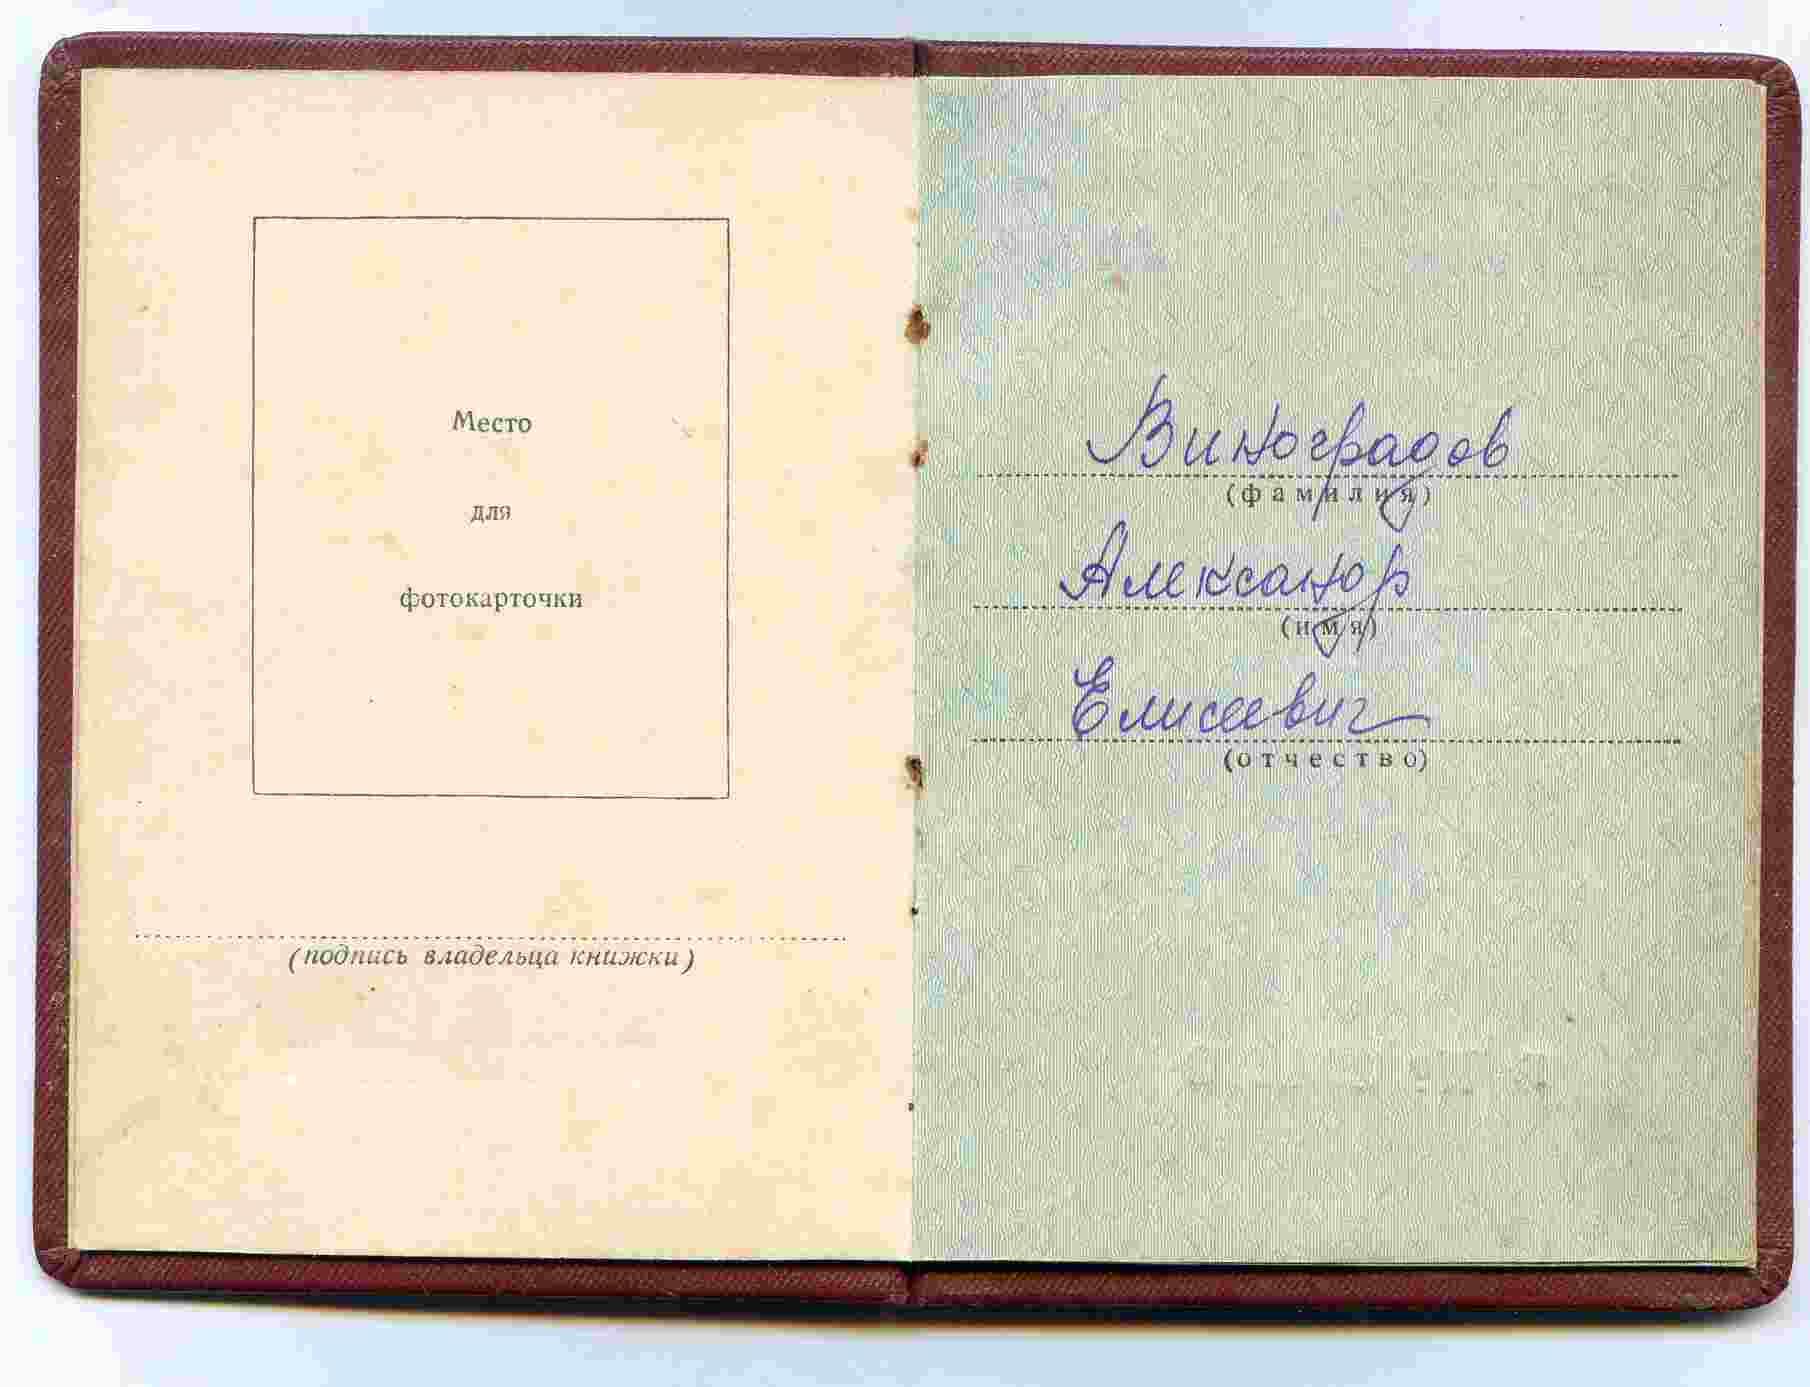 Место
для
фотокарточки
(подпись владельца книжки)
Виноградов
(фамилия)
Александр
(имя)
Елисеевич
(отчество)